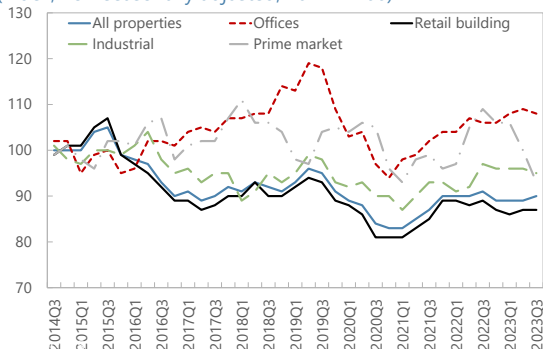 130
All properties Offices Retail building
Industrial Prime market
120
110
100
90
80
70
2014Q3
2015Q1
2015Q3
2016Q1
2016Q3
2017Q1
2017Q3
2018Q1
2018Q3
2019Q1
2019Q3
2020Q1
2020Q3
2021Q1
2021Q3
2022Q1
2022Q3
2023Q1
2023Q3